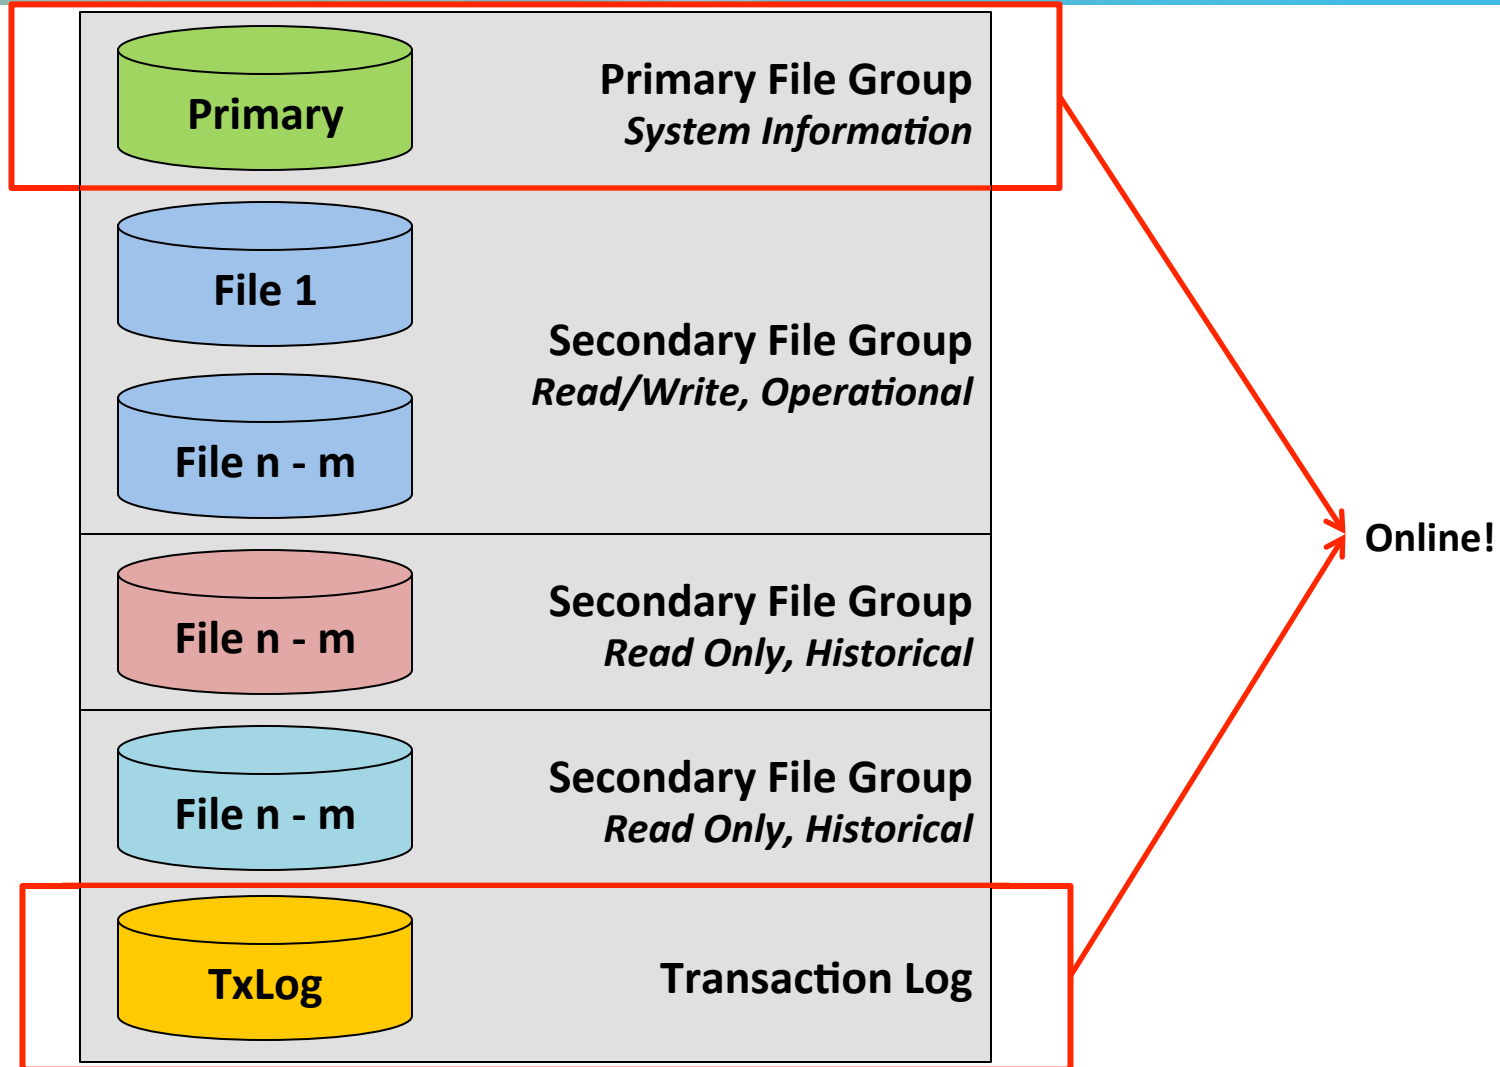 Primary
Primary File Group
System Information
File 1
File n - m
Secondary File Group
Read/Write, Operational
File n - m
Secondary File Group
Read Only, Historical
File n - m
Secondary File Group
Read Only, Historical
TxLog
Transaction Log
Online!